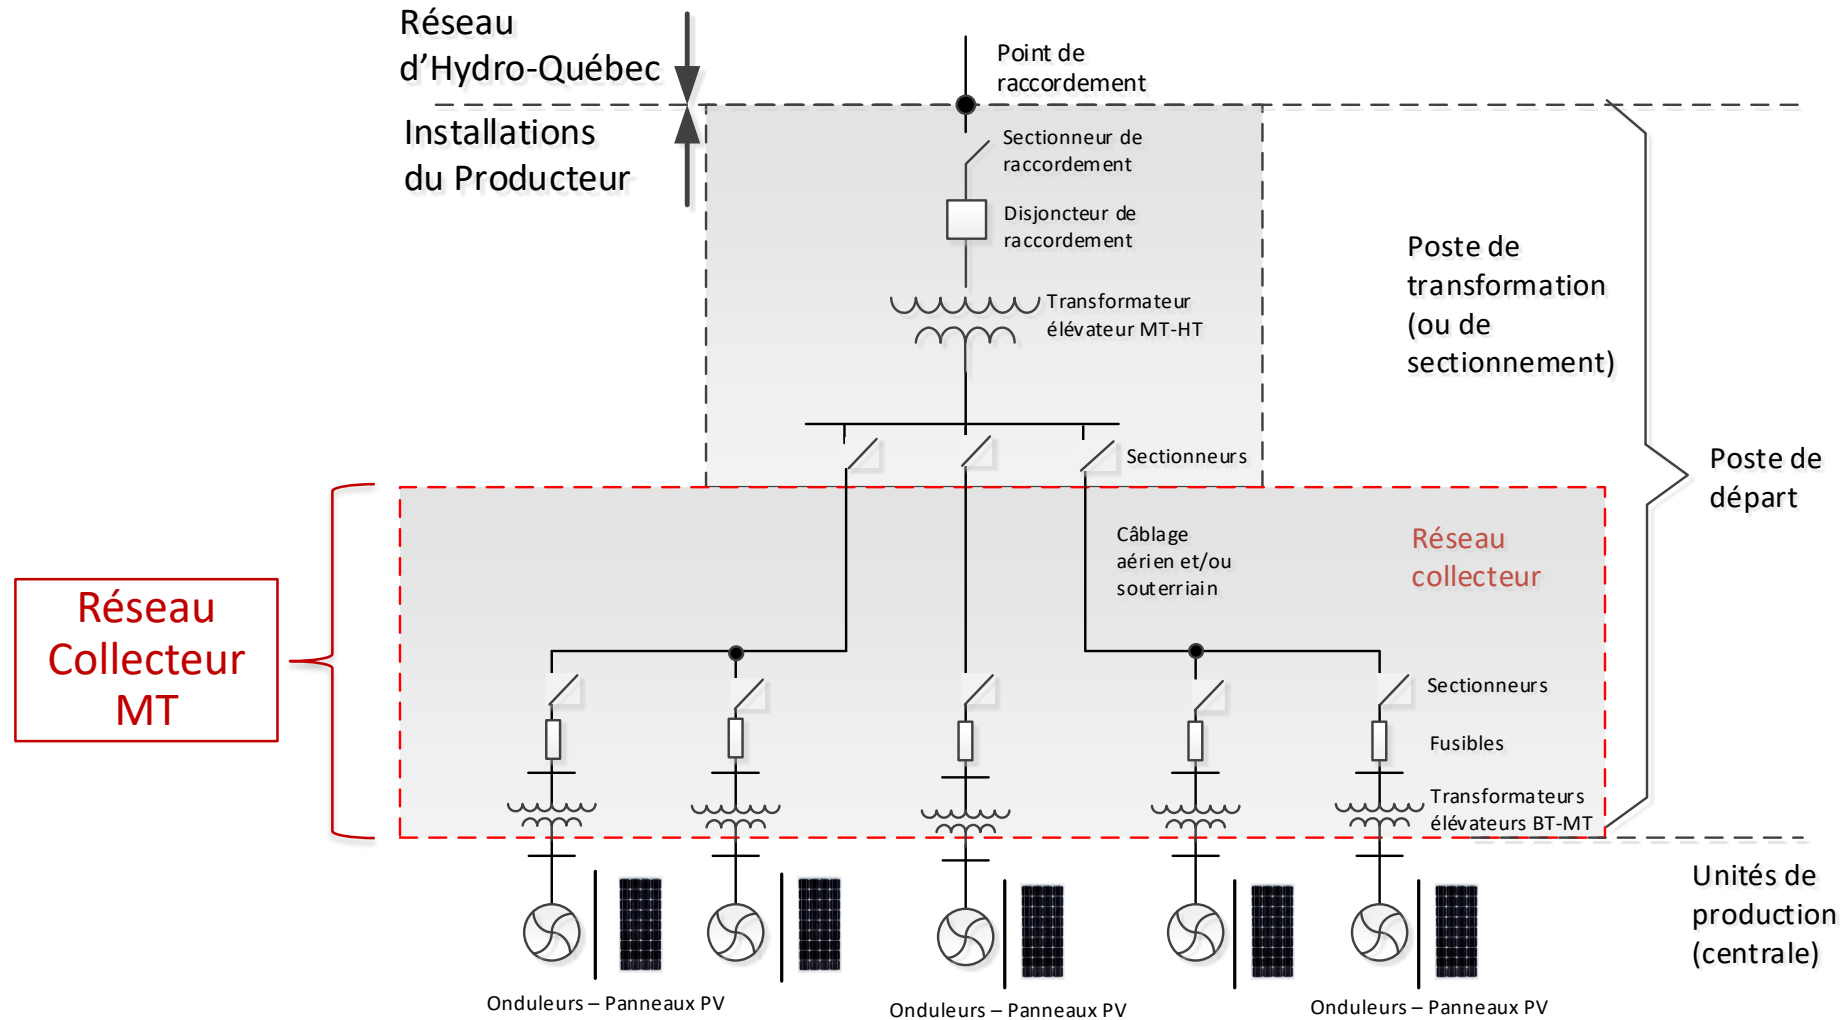 Réseau
d'Hydro-Québec
Point de
raccordement
Installations
du Producteur
Sectionneur de
raccordement
Disjoncteur de
raccordement
Transformateur
élévateur MT-HT
Poste de
transformation
(ou de
sectionnement)
Sectionneurs
Poste de
départ
Câblage
aérien et/ou
souterriain
Réseau
collecteur
Réseau
Collecteur
MT
Sectionneurs
Fusibles
Transformateurs
élévateurs BT-MT
Unités de
production
(centrale)
Onduleurs – Panneaux PV
Onduleurs – Panneaux PV
Onduleurs – Panneaux PV